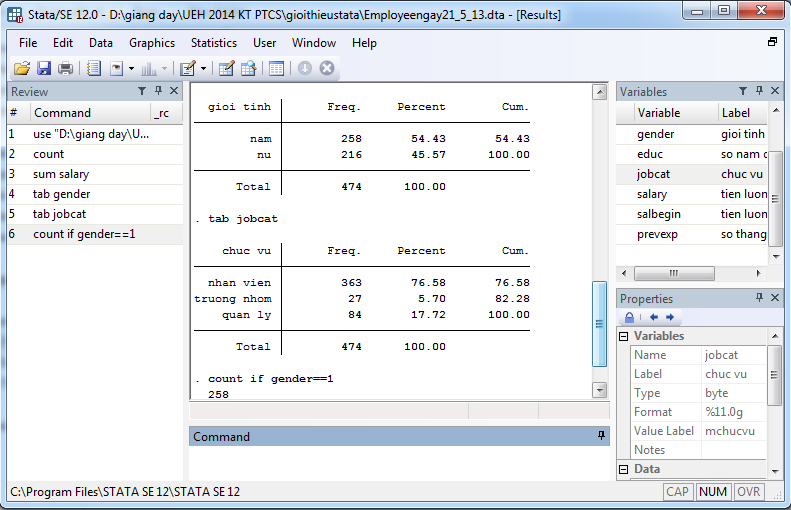 Stata/SE 12.0 - D:\giang day\UEH 2014 KT PTCS\gioithieustata\Employeengay21_5_13.dta - [Results]
File Edit Data Graphics Statistics User Window Help
Review
# Command _rc
1 use "D:\giang day\U...
2 count
3 sum salary
4 tab gender
5 tab jobcat
6 count if gender==1
gioi tinh Freq. Percent Cum.
nam 258 54.43 54.43
nu 216 45.57 100.00
Total 474 100.00
. tab jobcat
chuc vu Freq. Percent Cum.
nhan vien 363 76.58 76.58
truong nhom 27 5.70 82.28
quan ly 84 17.72 100.00
Total 474 100.00
. count if gender==1
258
Command
Variables
Variable Label
gender gioi tinh
educ so nam
jobcat chuc vu
salary tien luon
salbegin tien luon
prevexp so thang
Properties
Variables
Name jobcat
Label chuc vu
Type byte
Format %11.0g
Value Label mchucvu
Notes
Data
C:\Program Files\STATA SE 12\STATA SE 12
CAP NUM OVR